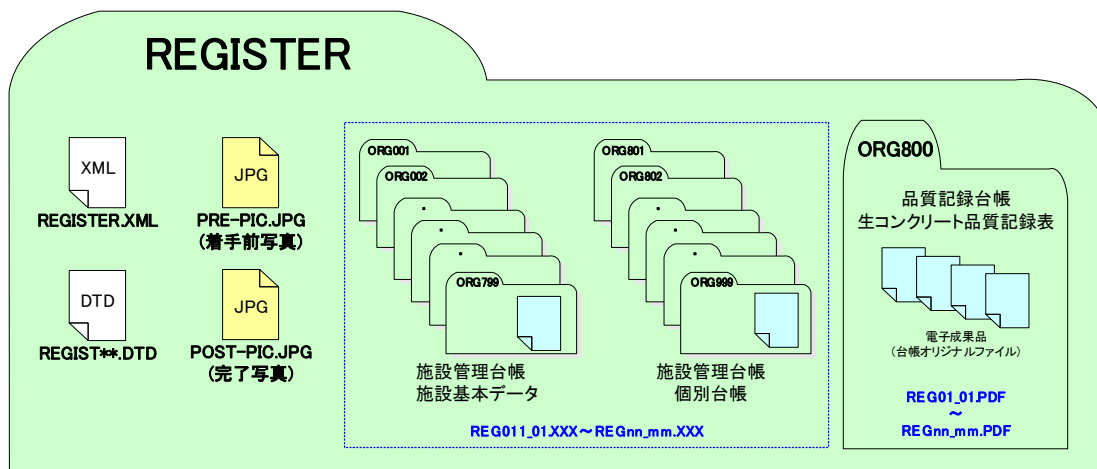 REGISTER
XML
REGISTER.XML
JPG
PRE-PIC.JPG
(着手前写真)
DTD
REGIST**.DTD
JPG
POST-PIC.JPG
(完了写真)
ORG001
ORG002
ORG799
施設管理台帳
施設基本データ
ORG801
ORG802
ORG999
施設管理台帳
個別台帳
REG011_01.XXX～REGnn_mm.XXX
ORG800
品質記録台帳
生コンクリート品質記録表
電子成果品
(台帳オリジナルファイル)
REG01_01.PDF
～
REGnn_mm.PDF